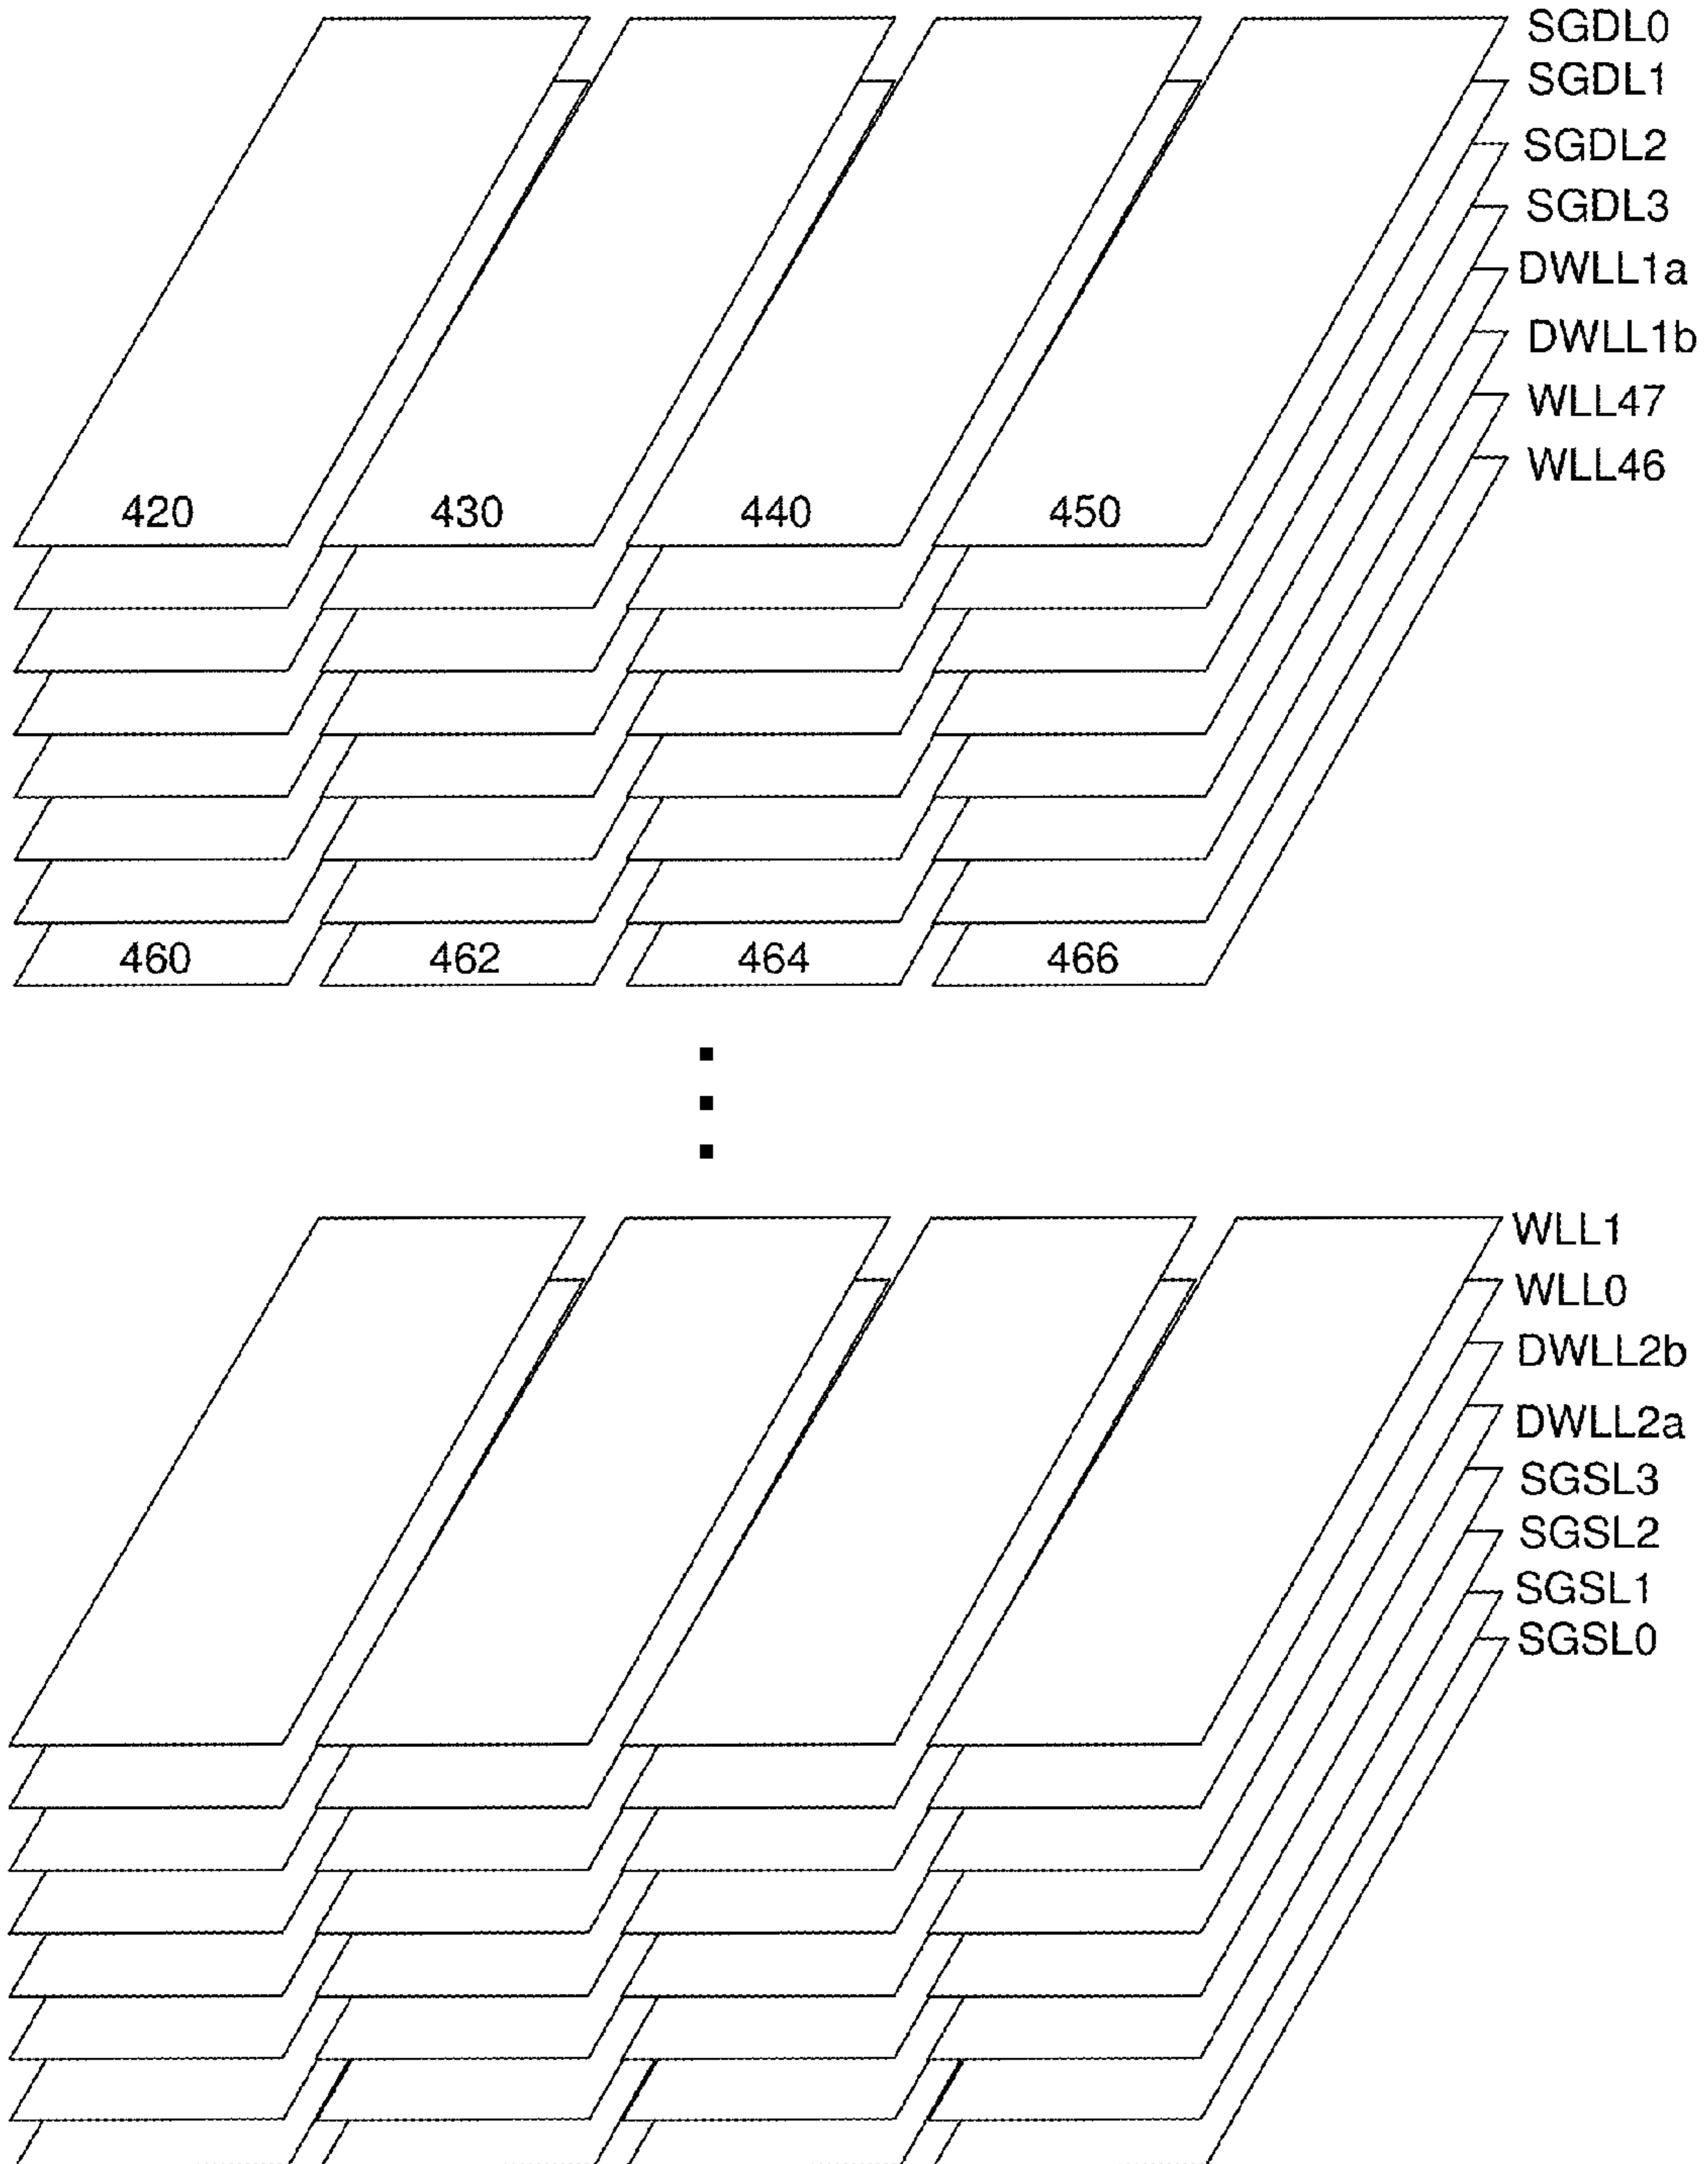 SGDL0
SGDL1
SGDL2
SGDL3
DWLL1a
DWLL1b
WLL47
WLL46
420 430 440 450
460 462 464 466
WLL1
WLL0
DWLL2b
DWLL2a
SGSL3
SGSL2
SGSL1
SGSL0